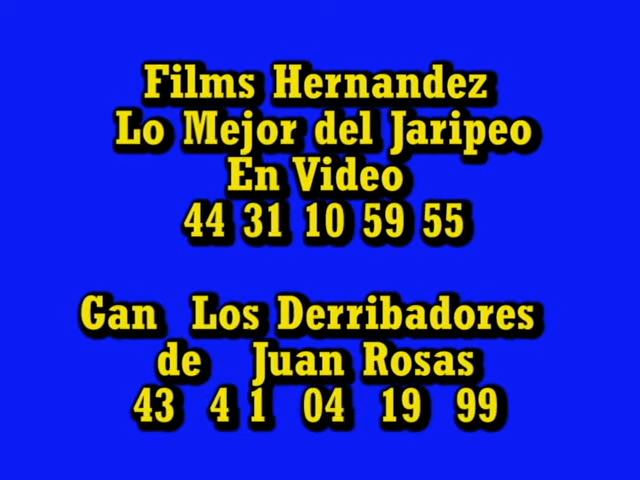 Films Hernandez
Lo Mejor del Jaripeo
En Video
44 31 10 59 55
Gan Los Derribadores
de Juan Rosas
43 4 1 04 19 99